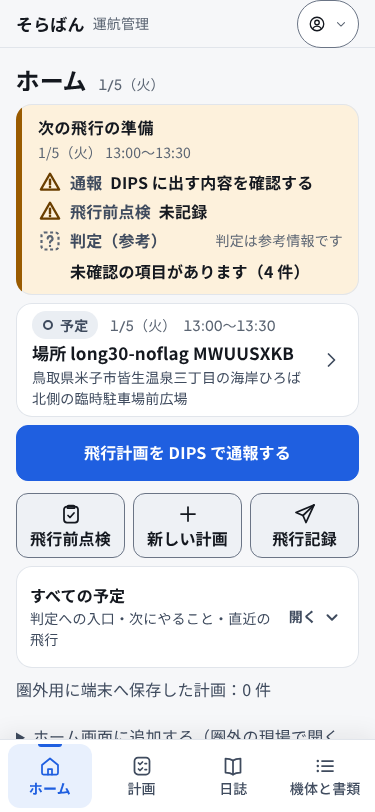 そらばん 運航管理
ホーム 1/5（火）
次の飛行の準備
1/5（火） 13:00〜13:30
通報 DIPS に出す内容を確認する
飛行前点検 未記録
判定（参考） 判定は参考情報です
未確認の項目があります（4 件）
予定 1/5（火） 13:00〜13:30
場所 long30-noflag MWUUSXKB
鳥取県米子市皆生温泉三丁目の海岸ひろば
北側の臨時駐車場前広場
飛行計画を DIPS で通報する
飛行前点検 新しい計画 飛行記録
すべての予定
判定への入口・次にやること・直近の
飛行
開く
圏外用に端末へ保存した計画：0 件
▶ ホーム画面に追加する（圏外の現場で開く
ホーム 計画 日誌 機体と書類